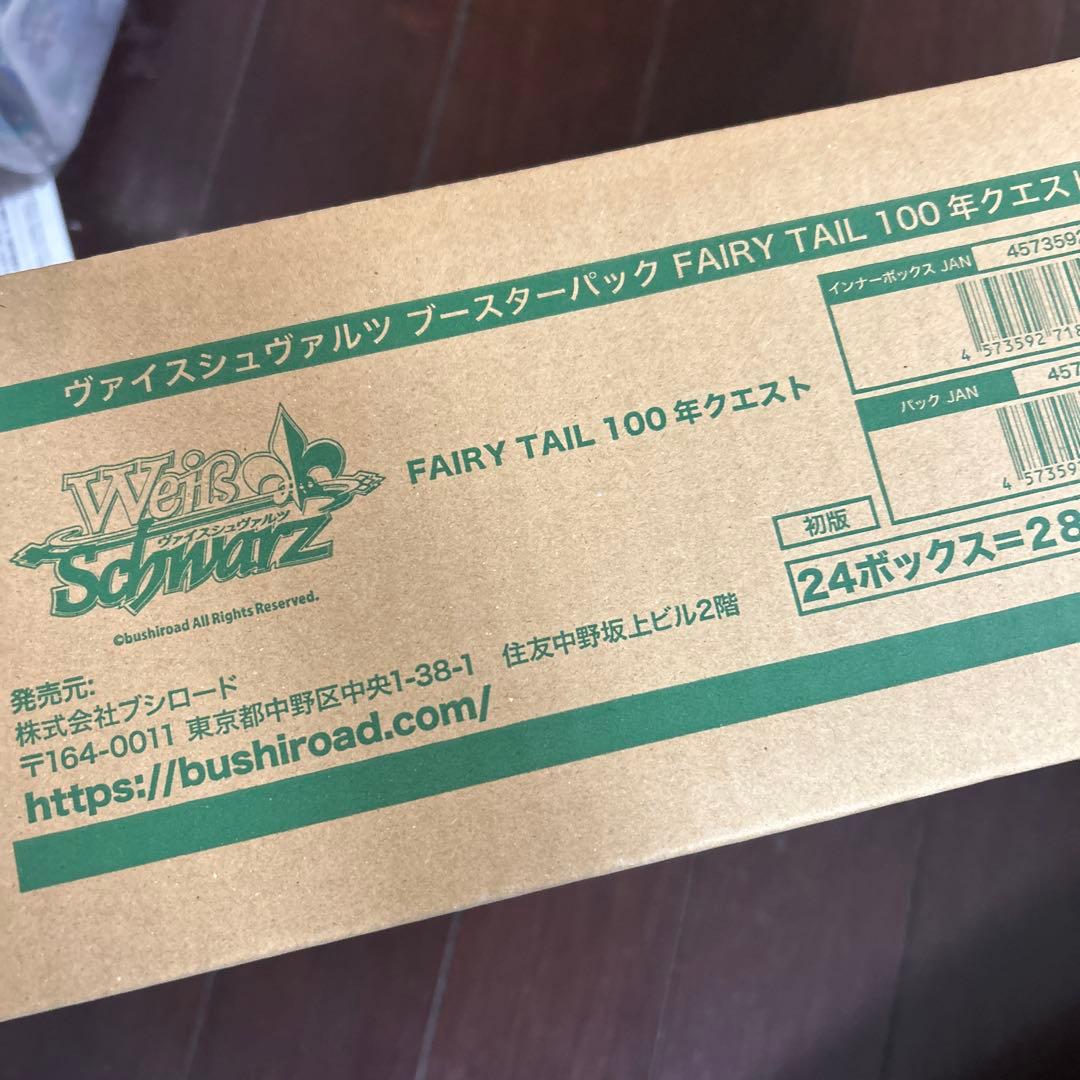 ヴァイスシュヴァルツ ブースターパック FAIRY TAIL 100 年クエスト
インナーボックス JAN 4573592
4 573592 718
パック JAN 457
4 57359
Weiß
ヴァイスシュヴァルツ
Schwarz
©bushiroad All Rights Reserved.
FAIRY TAIL 100 年クエスト
初版
24ボックス=28
発売元:
株式会社ブシロード
〒164-0011 東京都中野区中央1-38-1 住友中野坂上ビル2階
https://bushiroad.com/